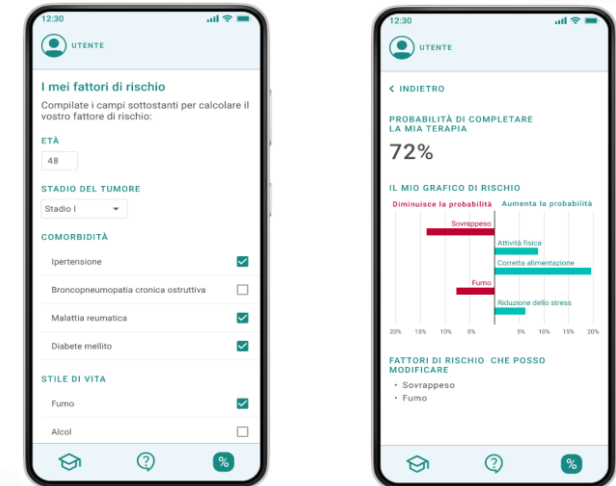 12:30
UTENTE
I mei fattori di rischio
Compilate i campi sottostanti per calcolare il
vostro fattore di rischio:
ETÀ
48
STADIO DEL TUMORE
Stadio I
COMORBIDITÀ
Ipertensione
Broncopneumopatia cronica ostruttiva
Malattia reumatica
Diabete mellito
STILE DI VITA
Fumo
Alcol
%
12:30
UTENTE
< INDIETRO
PROBABILITÀ DI COMPLETARE
LA MIA TERAPIA
72%
IL MIO GRAFICO DI RISCHIO
Diminuisce la probabilità Aumenta la probabilità
Sovrappeso
Attività fisica
Corretta alimentazione
Fumo
Riduzione dello stress
20% 15% 10% 5% 5% 10% 15% 20%
FATTORI DI RISCHIO CHE POSSO
MODIFICARE
• Sovrappeso
• Fumo
%